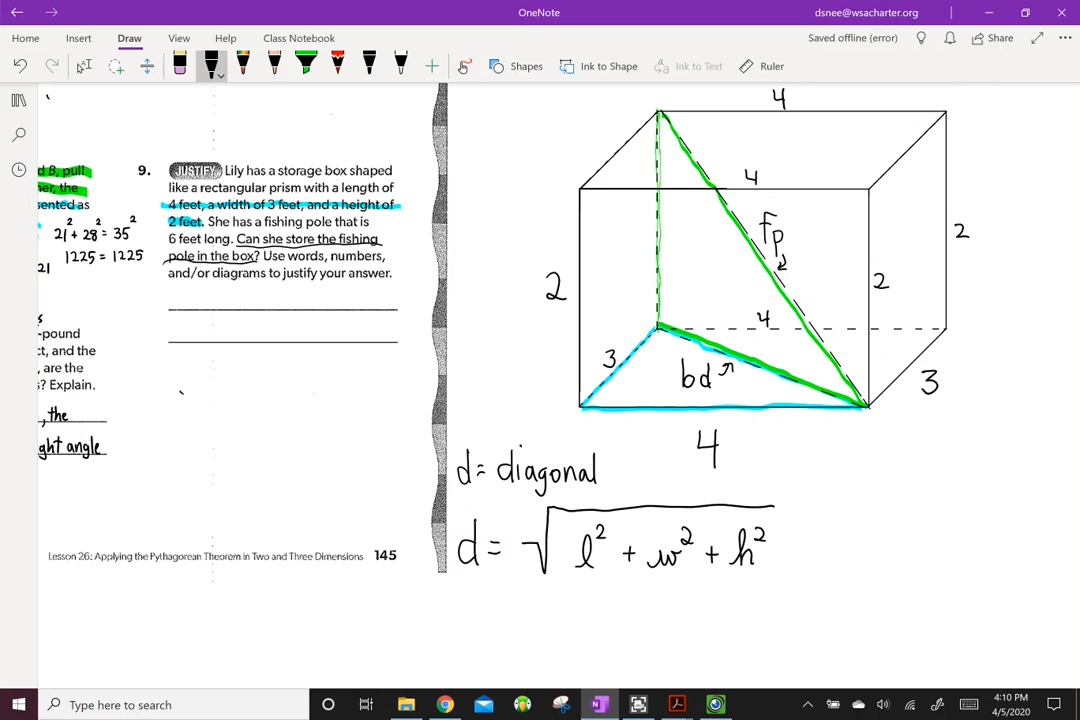 OneNote
dsnee@wsacharter.org
Home Insert Draw View Help Class Notebook
Saved offline (error)
Share
Shapes
Ink to Shape
Ink to Text
Ruler
d B, pull
her, the
sented as
21² + 28² = 35²
1225 = 1225
21
-pound
ct, and the
, are the
s? Explain.
, the
ght angle
9. JUSTIFY Lily has a storage box shaped
like a rectangular prism with a length of
4 feet, a width of 3 feet, and a height of
2 feet. She has a fishing pole that is
6 feet long. Can she store the fishing
pole in the box? Use words, numbers,
and/or diagrams to justify your answer.
Lesson 26: Applying the Pythagorean Theorem in Two and Three Dimensions 145
4
4
Fp
2
2
2
4
3
bd
3
4
d = diagonal
d = √l² + w² + h²
Type here to search
4:10 PM
4/5/2020